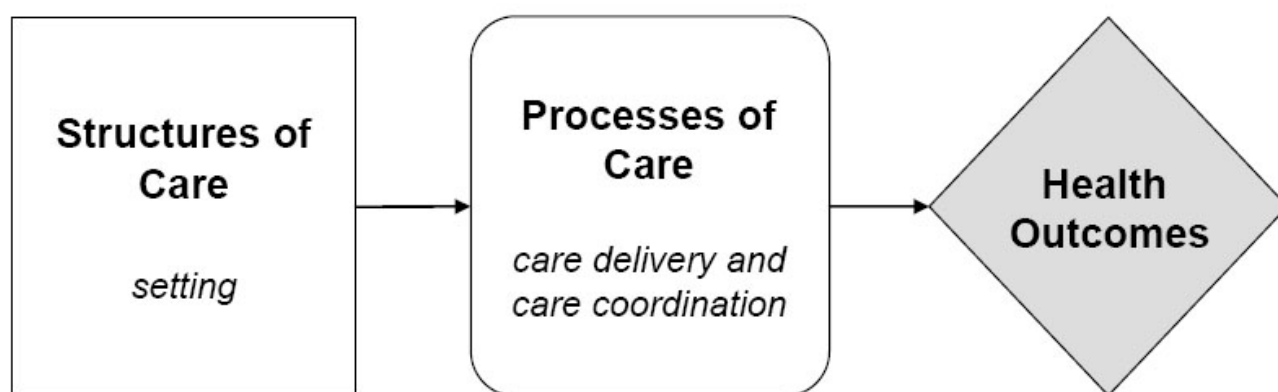 Structures of
Care
setting
Processes of
Care
care delivery and
care coordination
Health
Outcomes